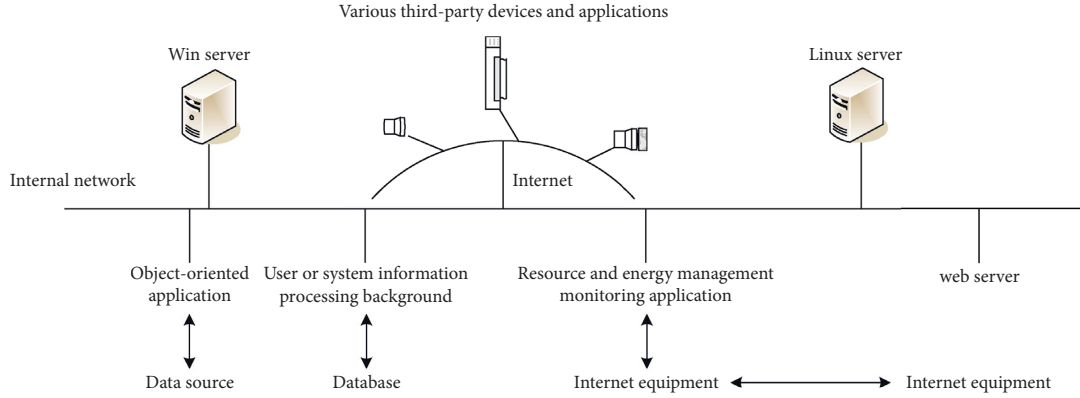 Various third-party devices and applications
Win server
Linux server
Internal network
Internet
Object-oriented
application
User or system information
processing background
Resource and energy management
monitoring application
web server
Data source
Database
Internet equipment
Internet equipment